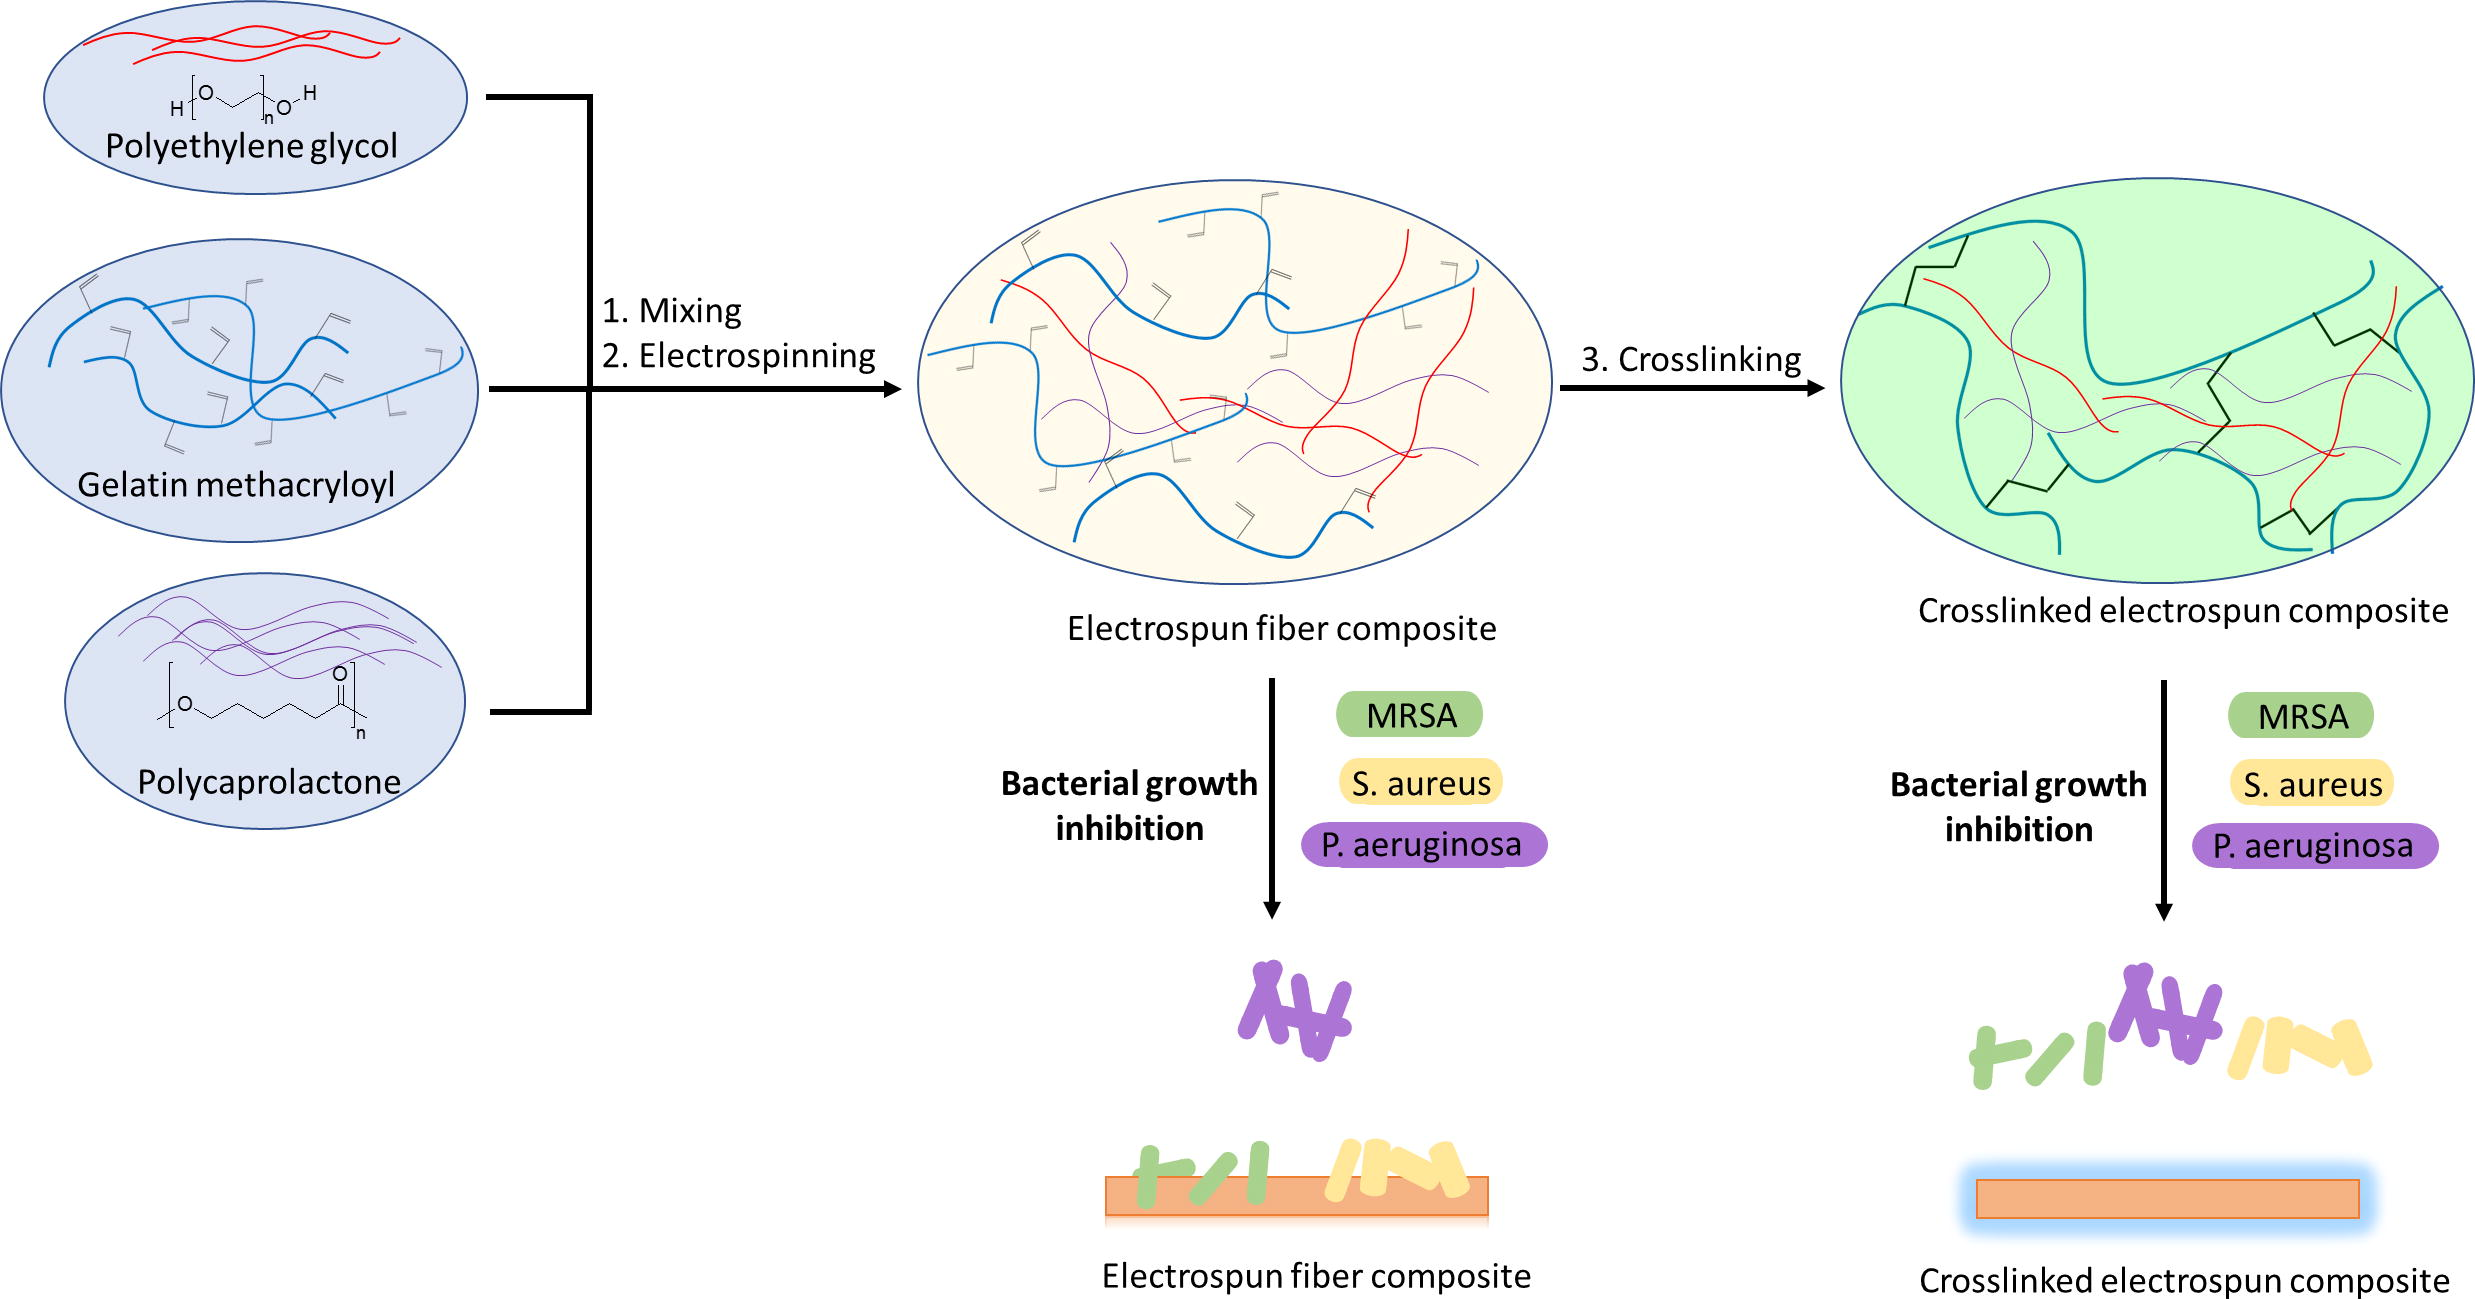 H
O
n
O
H
Polyethylene glycol
Gelatin methacryloyl
O
O
n
Polycaprolactone
1. Mixing
2. Electrospinning
Electrospun fiber composite
3. Crosslinking
Crosslinked electrospun composite
Bacterial growth
inhibition
MRSA
S. aureus
P. aeruginosa
Bacterial growth
inhibition
MRSA
S. aureus
P. aeruginosa
Electrospun fiber composite
Crosslinked electrospun composite